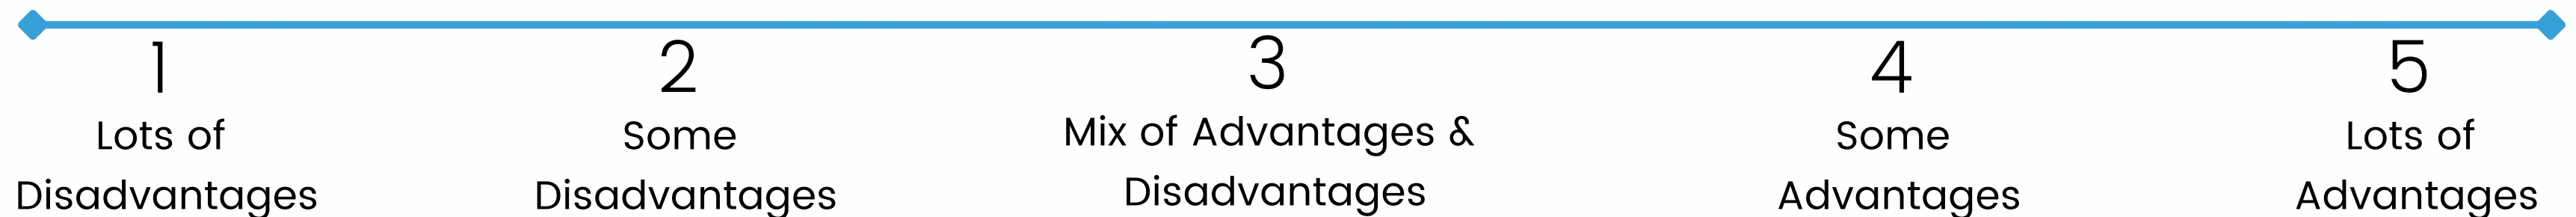 1
Lots of
Disadvantages
2
Some
Disadvantages
3
Mix of Advantages &
Disadvantages
4
Some
Advantages
5
Lots of
Advantages